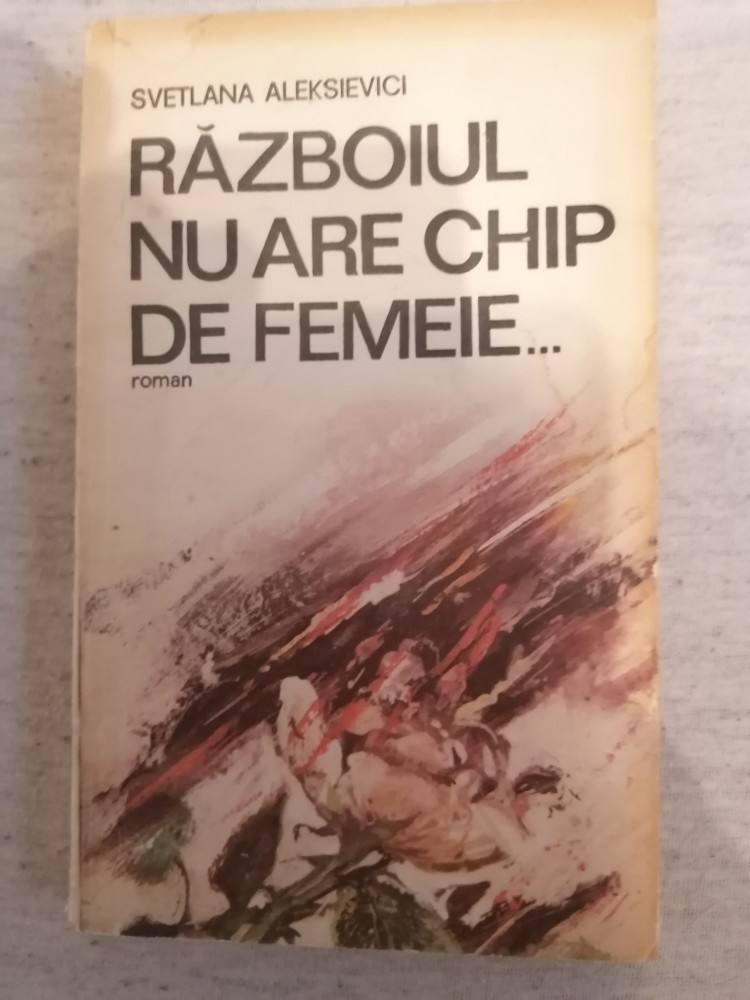 SVETLANA ALEKSIEVICI
RĂZBOIUL
NU ARE CHIP
DE FEMEIE...
roman